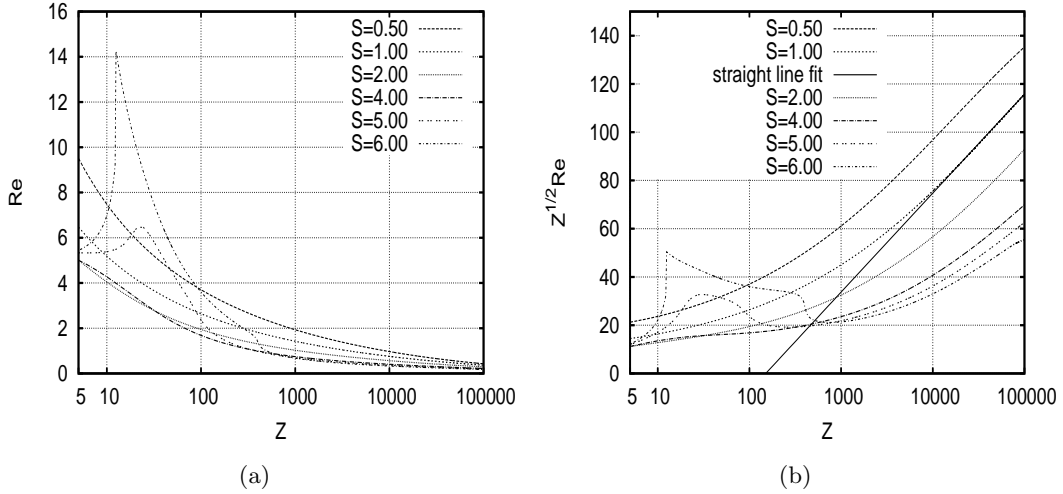 16
14
12
10
8
6
4
2
0
Re
5 10 100 1000 10000 100000
Z
S=0.50
S=1.00
S=2.00
S=4.00
S=5.00
S=6.00
(a)
140
120
100
80
60
40
20
0
Z^{1/2}Re
5 10 100 1000 10000 100000
Z
S=0.50
S=1.00
straight line fit
S=2.00
S=4.00
S=5.00
S=6.00
(b)